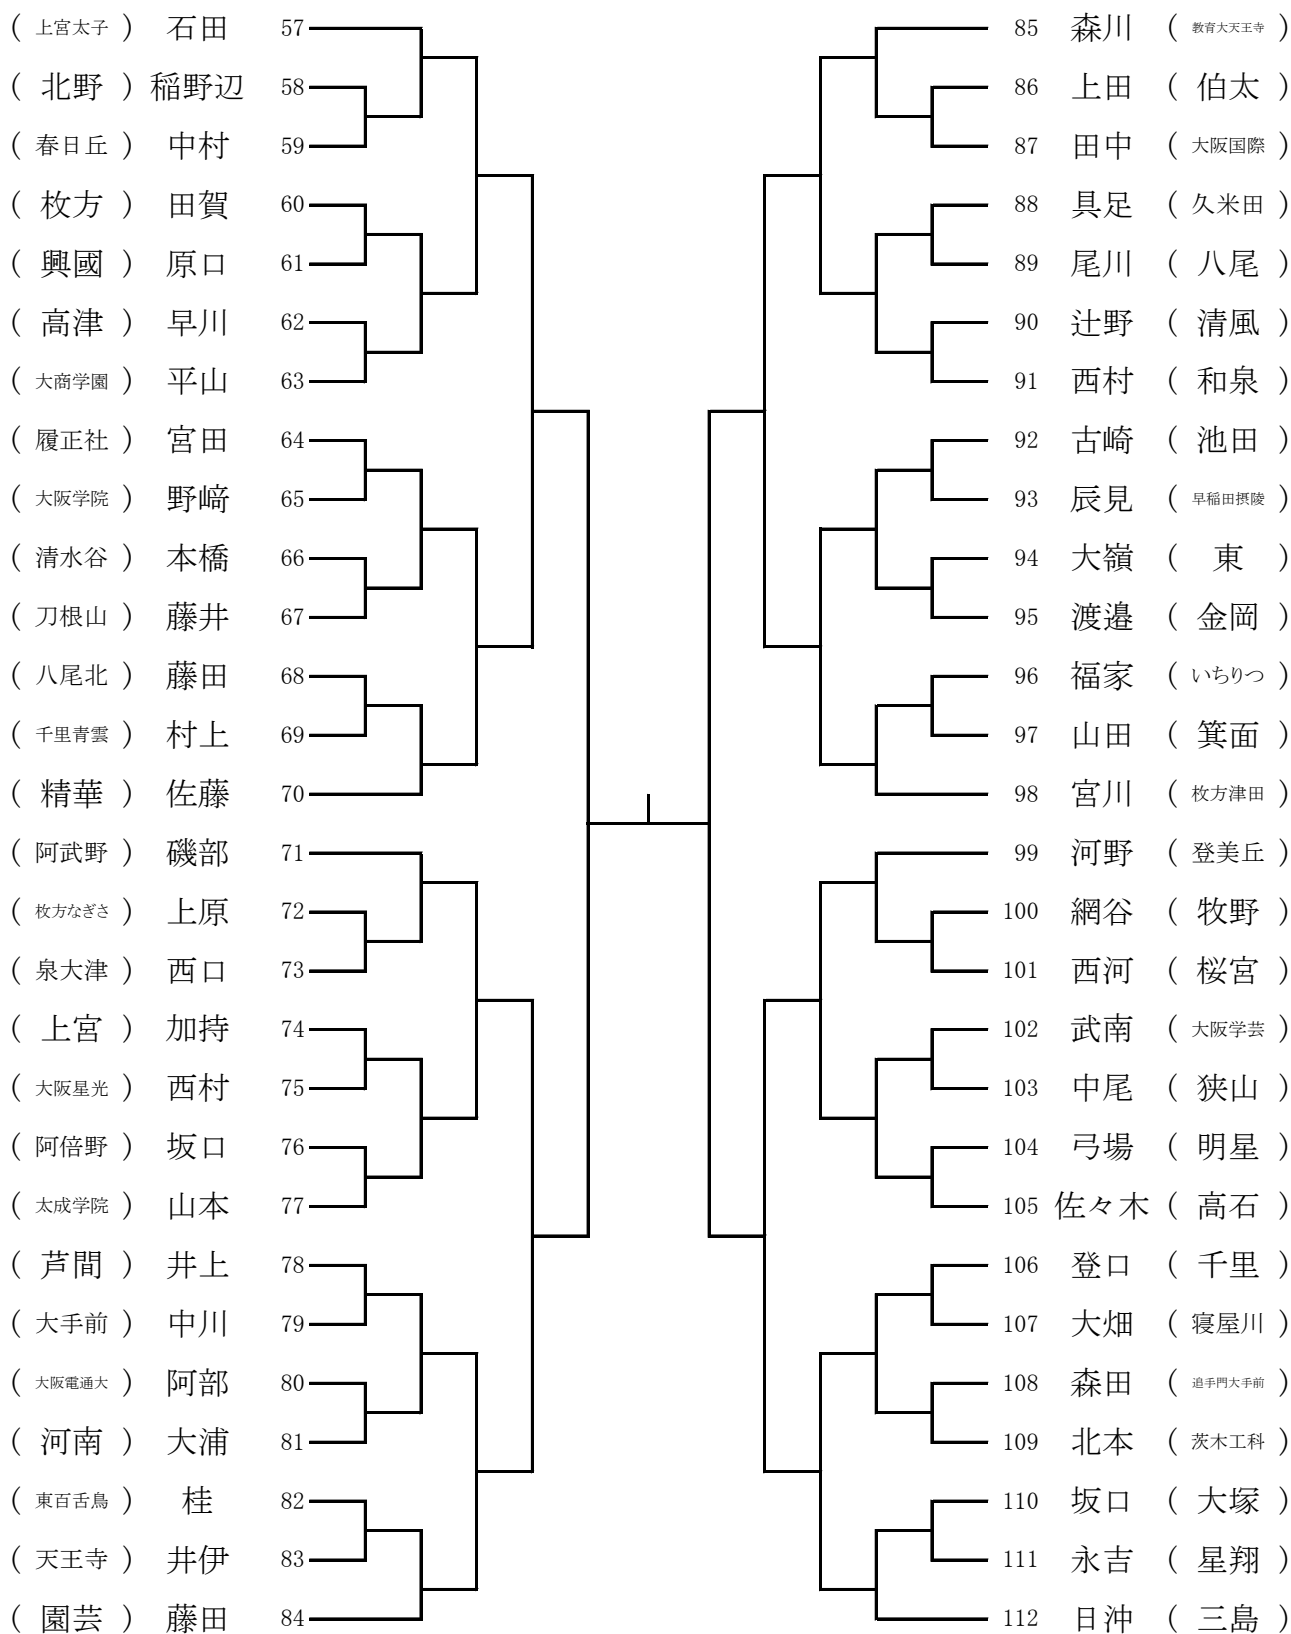 ( 上宮太子 ) 石田 57
( 北野 ) 稲野辺 58
( 春日丘 ) 中村 59
( 枚方 ) 田賀 60
( 興國 ) 原口 61
( 高津 ) 早川 62
( 大商学園 ) 平山 63
( 履正社 ) 宮田 64
( 大阪学院 ) 野﨑 65
( 清水谷 ) 本橋 66
( 刀根山 ) 藤井 67
( 八尾北 ) 藤田 68
( 千里青雲 ) 村上 69
( 精華 ) 佐藤 70
( 阿武野 ) 磯部 71
( 枚方なぎさ ) 上原 72
( 泉大津 ) 西口 73
( 上宮 ) 加持 74
( 大阪星光 ) 西村 75
( 阿倍野 ) 坂口 76
( 太成学院 ) 山本 77
( 芦間 ) 井上 78
( 大手前 ) 中川 79
( 大阪電通大 ) 阿部 80
( 河南 ) 大浦 81
( 東百舌鳥 ) 桂 82
( 天王寺 ) 井伊 83
( 園芸 ) 藤田 84
85 森川 ( 教育大天王寺 )
86 上田 ( 伯太 )
87 田中 ( 大阪国際 )
88 具足 ( 久米田 )
89 尾川 ( 八尾 )
90 辻野 ( 清風 )
91 西村 ( 和泉 )
92 古崎 ( 池田 )
93 辰見 ( 早稲田摂陵 )
94 大嶺 ( 東 )
95 渡邉 ( 金岡 )
96 福家 ( いちりつ )
97 山田 ( 箕面 )
98 宮川 ( 枚方津田 )
99 河野 ( 登美丘 )
100 網谷 ( 牧野 )
101 西河 ( 桜宮 )
102 武南 ( 大阪学芸 )
103 中尾 ( 狭山 )
104 弓場 ( 明星 )
105 佐々木 ( 高石 )
106 登口 ( 千里 )
107 大畑 ( 寝屋川 )
108 森田 ( 追手門大手前 )
109 北本 ( 茨木工科 )
110 坂口 ( 大塚 )
111 永吉 ( 星翔 )
112 日沖 ( 三島 )